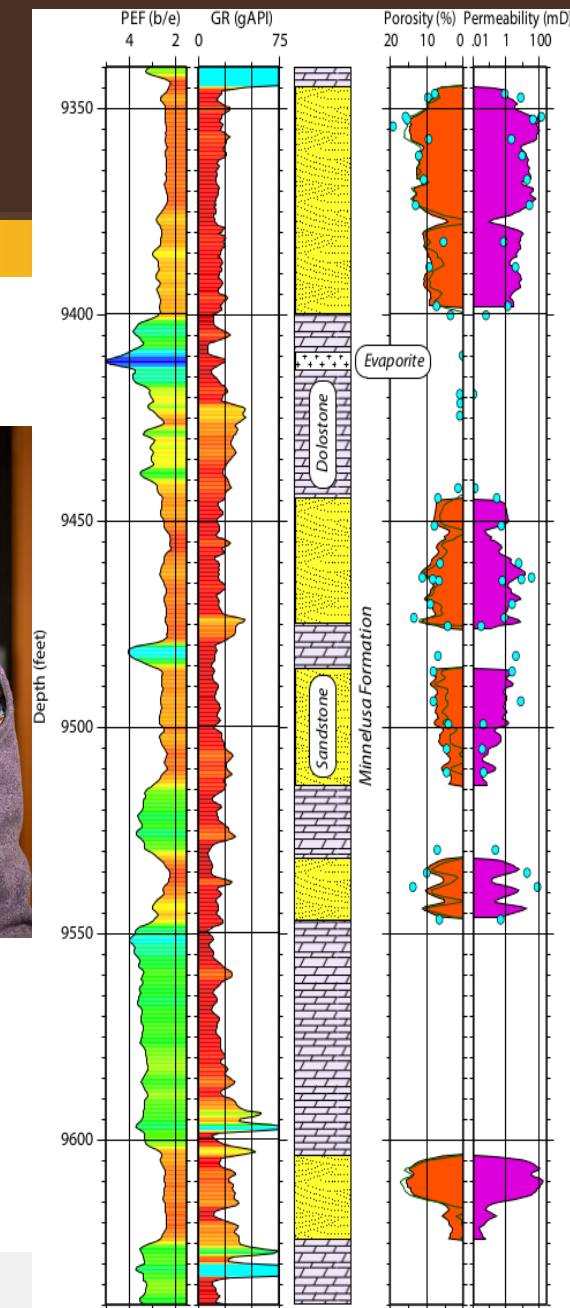 PEF (b/e) GR (gAPI) Porosity (%) Permeability (mD)
4 2 0 75 20 10 0 .01 1 100
9350
9400
Evaporite
Dolostone
9450
Depth (feet)
Minnelusa Formation
Sandstone
9500
9550
9600